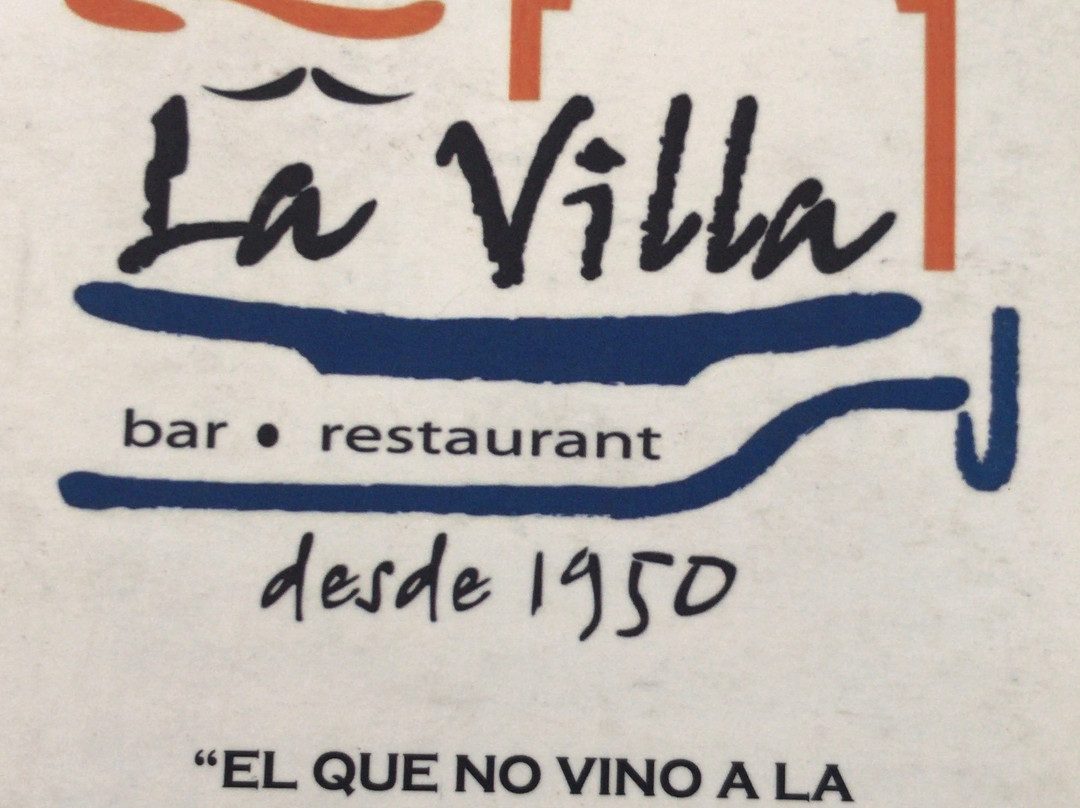 La Villa
bar • restaurant
desde 1950
“EL QUE NO VINO A LA